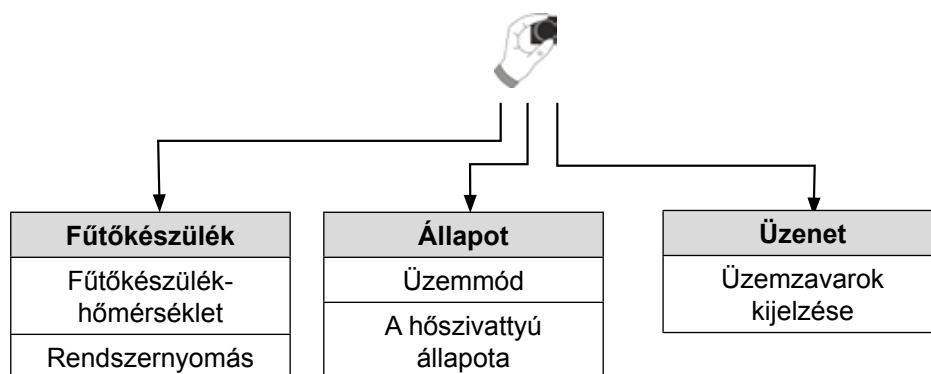 Fűtőkészülék
Fűtőkészülék-
hőmérséklet
Rendszernyomás
Állapot
Üzemmód
A hőszivattyú
állapota
Üzenet
Üzemzavarok
kijelzése